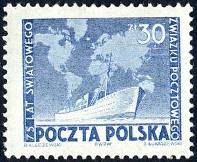 75 LAT ŚWIATOWEGO
ZWIĄZKU POCZTOWEGO
ZŁ 30
POCZTA POLSKA